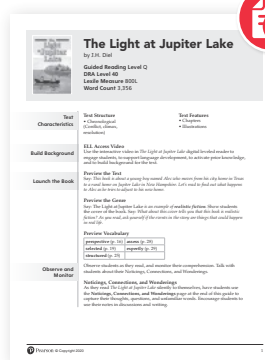 The Light at Jupiter Lake
by J.H. Diel
Guided Reading Level Q
DRA Level 40
Lexile Measure 800L
Word Count 3,356
Text
Characteristics
Text Structure
• Chronological
(Conflict, climax,
resolution)
Text Features
• Chapters
• Illustrations
Build Background
ELL Access Video
Use the interactive video in The Light at Jupiter Lake digital leveled reader to
engage students, to support language development, to activate prior knowledge,
and to build background for the text.
Launch the Book
Preview the Text
Say: This book is about a young boy named Alex who moves from his city home in Texas
to a rural home on Jupiter Lake in New Hampshire. Let's read to find out what happens
to Alex as he tries to adjust to his new home.
Preview the Genre
Say: The Light at Jupiter Lake is an example of realistic fiction. Show students
the cover of the book. Say: What about this cover tells you that this book is realistic
fiction? As you read, ask yourself if the events in the story are things that could happen
in real life.
Preview Vocabulary
perspective (p. 16) access (p. 28)
selected (p. 19) expertly (p. 29)
structured (p. 23)
Observe and
Monitor
Observe students as they read, and monitor their comprehension. Talk with
students about their Noticings, Connections, and Wonderings.
Noticings, Connections, and Wonderings
As they read The Light at Jupiter Lake silently to themselves, have students use
the Noticings, Connections, and Wonderings page at the end of this guide to
capture their thoughts, questions, and unfamiliar words. Encourage students to
use their notes in discussions and writing.
Pearson © Copyright 2020
1